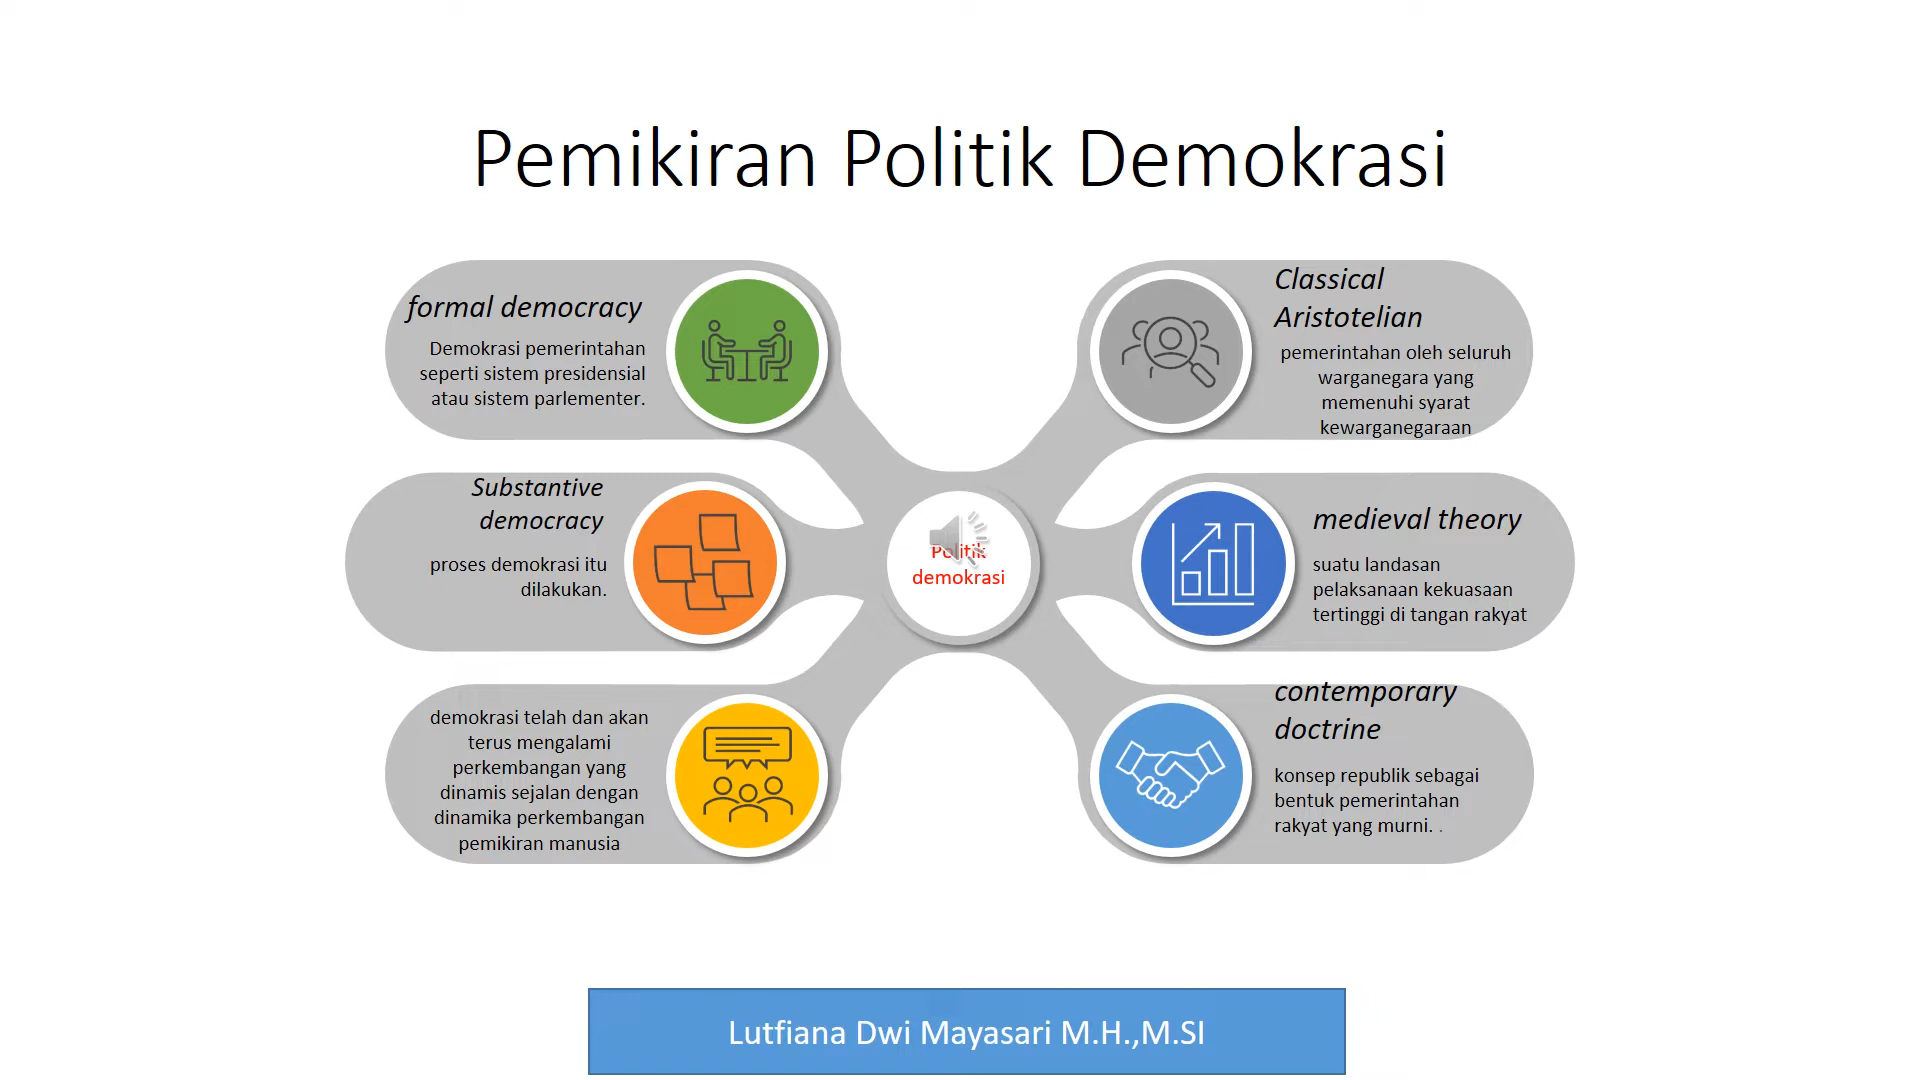 Pemikiran Politik Demokrasi
formal democracy
Demokrasi pemerintahan
seperti sistem presidensial
atau sistem parlementer.
Substantive
democracy
proses demokrasi itu
dilakukan.
demokrasi telah dan akan
terus mengalami
perkembangan yang
dinamis sejalan dengan
dinamika perkembangan
pemikiran manusia
Politik
demokrasi
Classical
Aristotelian
pemerintahan oleh seluruh
warganegara yang
memenuhi syarat
kewarganegaraan
medieval theory
suatu landasan
pelaksanaan kekuasaan
tertinggi di tangan rakyat
contemporary
doctrine
konsep republik sebagai
bentuk pemerintahan
rakyat yang murni. .
Lutfiana Dwi Mayasari M.H.,M.SI